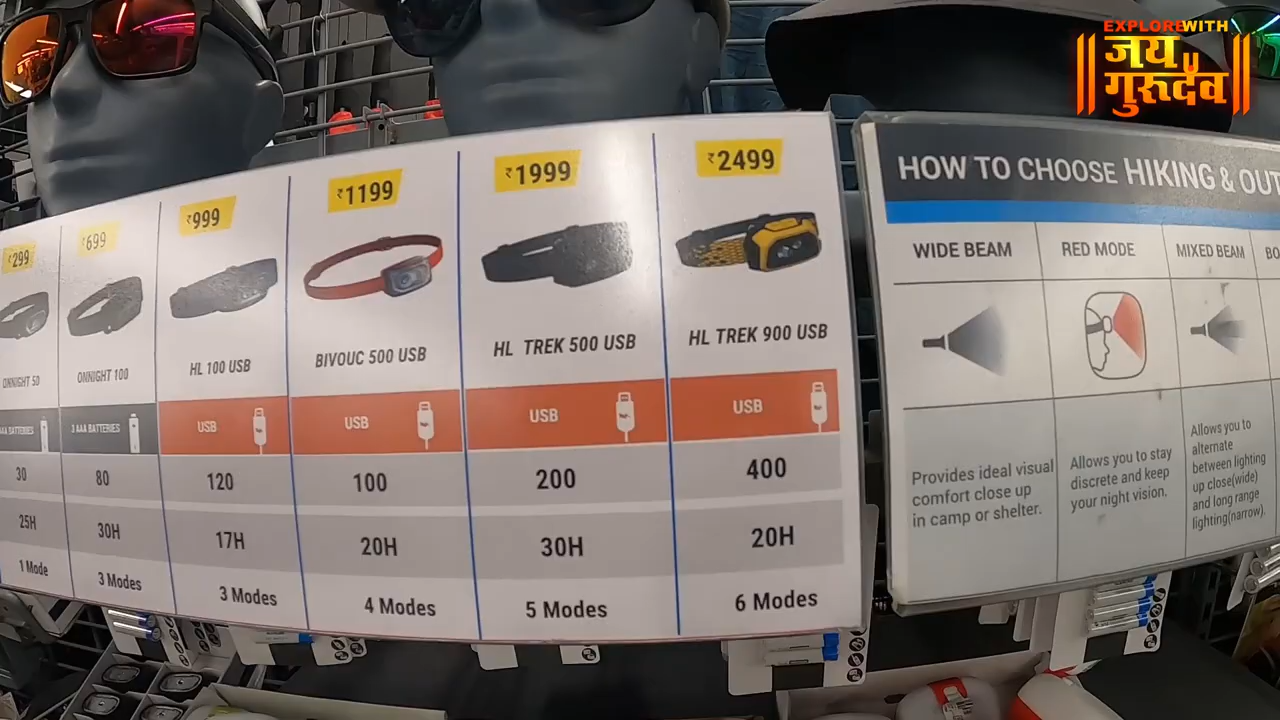 EXPLORE WITH
जय
गुरूदेव
₹299
₹699
₹999
₹1199
₹1999
₹2499
ONNIGHT 50
ONNIGHT 100
HL 100 USB
BIVOUC 500 USB
HL TREK 500 USB
HL TREK 900 USB
AAA BATTERIES
3 AAA BATTERIES
USB
USB
USB
USB
30
80
120
100
200
400
25H
30H
17H
20H
30H
20H
1 Mode
3 Modes
3 Modes
4 Modes
5 Modes
6 Modes
HOW TO CHOOSE HIKING & OUT
WIDE BEAM
RED MODE
MIXED BEAM
BO
Provides ideal visual
comfort close up
in camp or shelter.
Allows you to stay
discrete and keep
your night vision.
Allows you to
alternate
between lighting
up close(wide)
and long range
lighting(narrow).